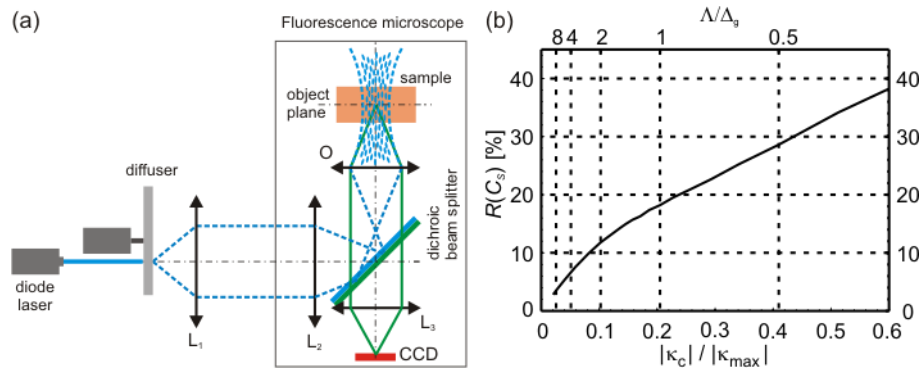 (a)
Fluorescence microscope
sample
object
plane
O
diffuser
dichroic
beam splitter
diode
laser
L₁
L₂
L₃
CCD
(b)
Λ/Δg
8 4 2 1 0.5
R(Cₛ) [%]
40 40
30 30
20 20
10 10
0 0
0 0.1 0.2 0.3 0.4 0.5 0.6
|κc| / |κmax|